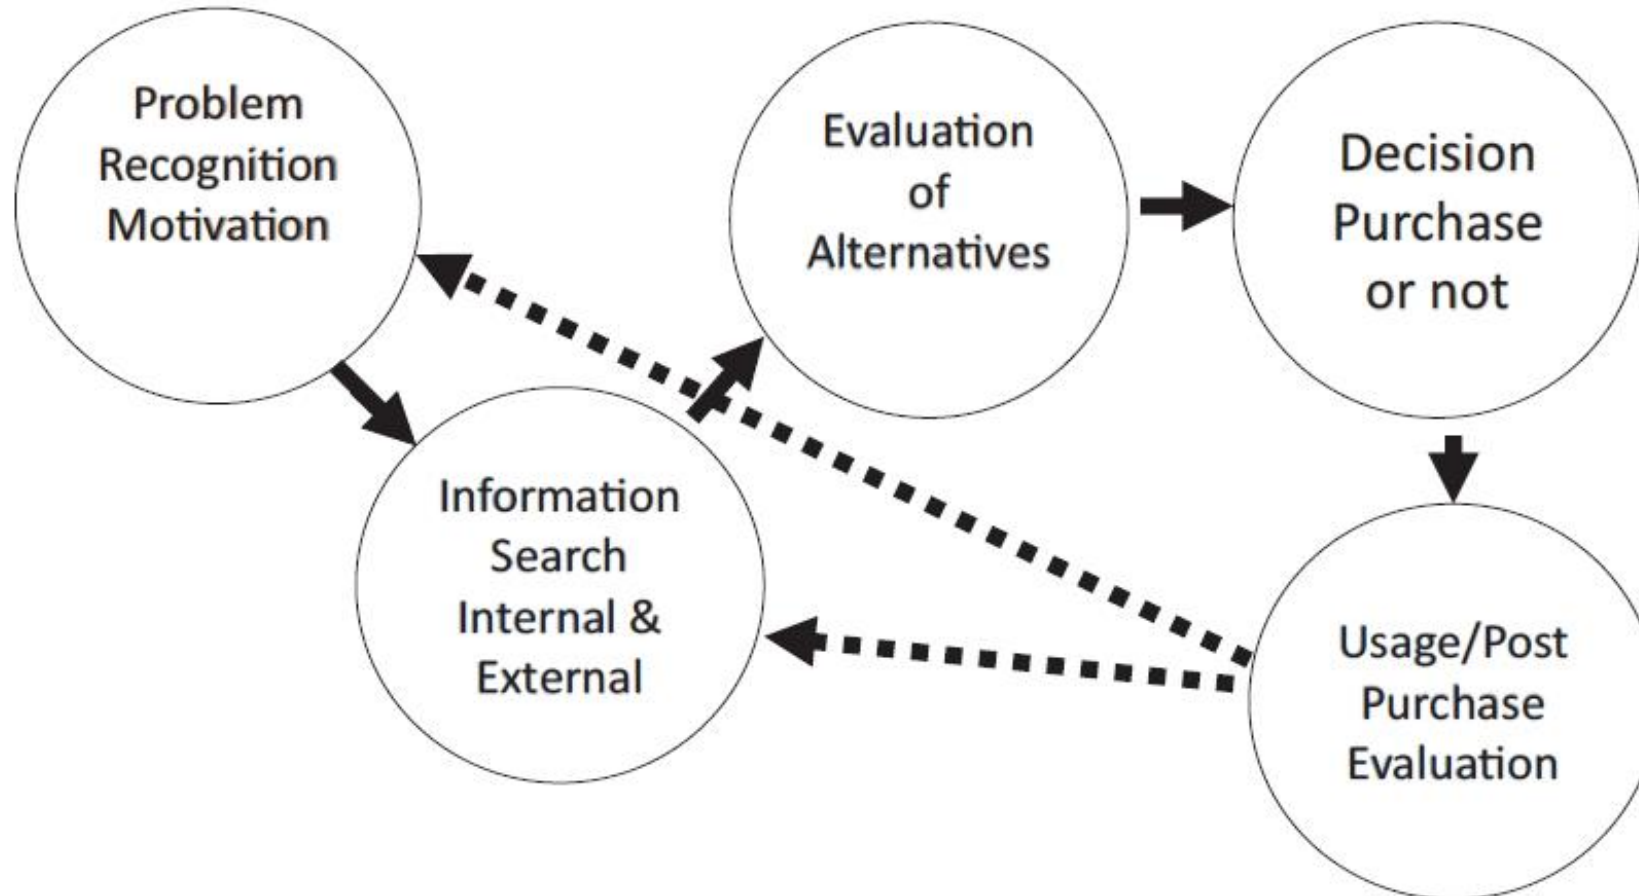 Problem
Recognition
Motivation
Information
Search
Internal &
External
Evaluation
of
Alternatives
Decision
Purchase
or not
Usage/Post
Purchase
Evaluation